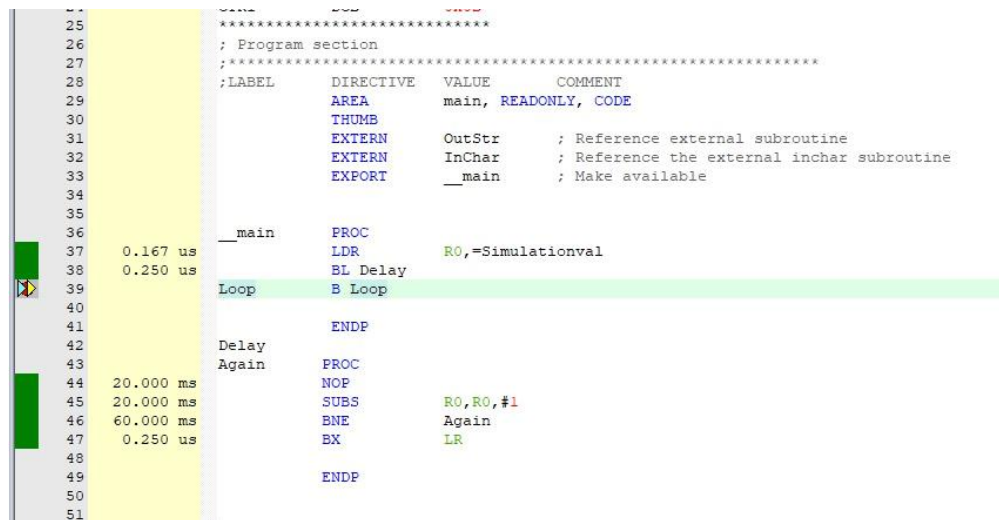 25 *****************************
26 ; Program section
27 ;***************************************************************
28 ;LABEL DIRECTIVE VALUE COMMENT
29 AREA main, READONLY, CODE
30 THUMB
31 EXTERN OutStr ; Reference external subroutine
32 EXTERN InChar ; Reference the external inchar subroutine
33 EXPORT __main ; Make available
34
35
36 __main PROC
37 0.167 us LDR R0,=Simulationval
38 0.250 us BL Delay
39 Loop B Loop
40
41 ENDP
42 Delay
43 Again PROC
44 20.000 ms NOP
45 20.000 ms SUBS R0,R0,#1
46 60.000 ms BNE Again
47 0.250 us BX LR
48
49 ENDP
50
51